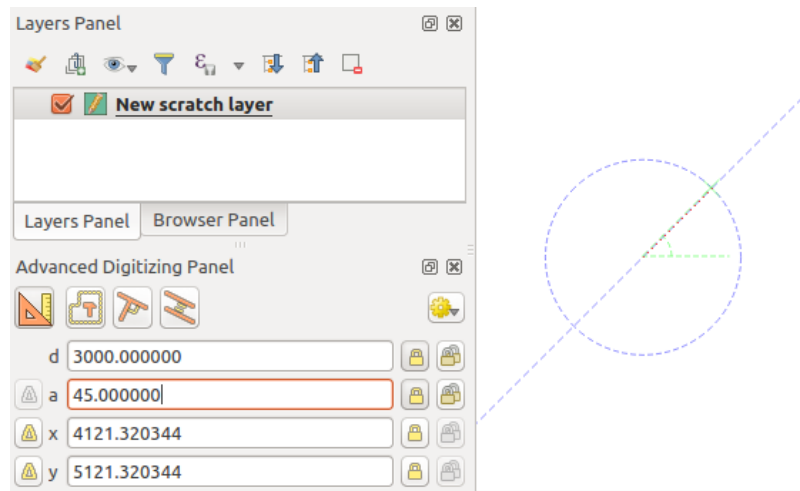 Layers Panel
New scratch layer
Layers Panel Browser Panel
Advanced Digitizing Panel
d 3000.000000
a 45.000000
x 4121.320344
y 5121.320344